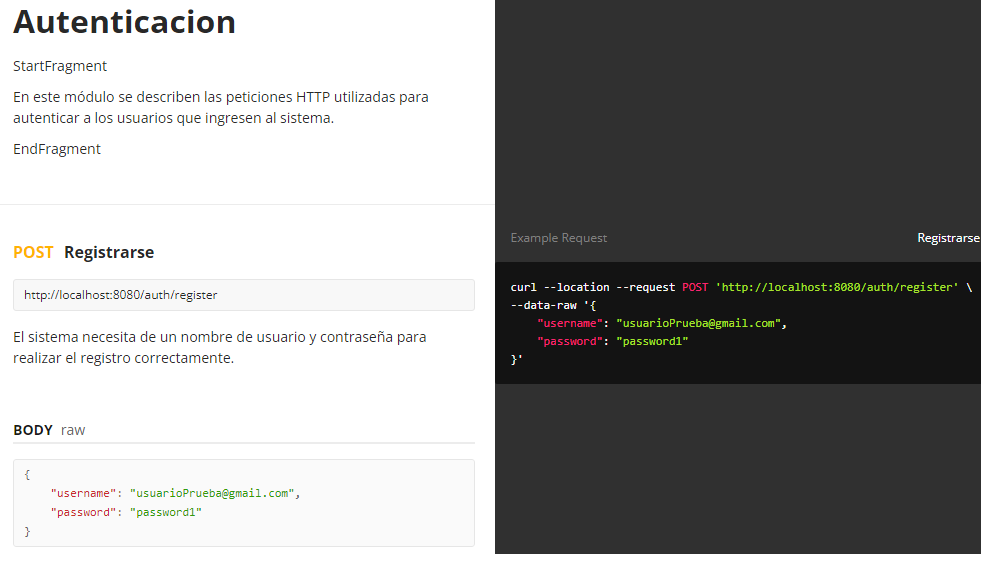 Autenticacion
StartFragment
En este módulo se describen las peticiones HTTP utilizadas para
autenticar a los usuarios que ingresen al sistema.
EndFragment
POST Registrarse
http://localhost:8080/auth/register
El sistema necesita de un nombre de usuario y contraseña para
realizar el registro correctamente.
BODY raw
{
    "username": "usuarioPrueba@gmail.com",
    "password": "password1"
}
Example Request
Registrarse
curl --location --request POST 'http://localhost:8080/auth/register' \
--data-raw '{
    "username": "usuarioPrueba@gmail.com",
    "password": "password1"
}'